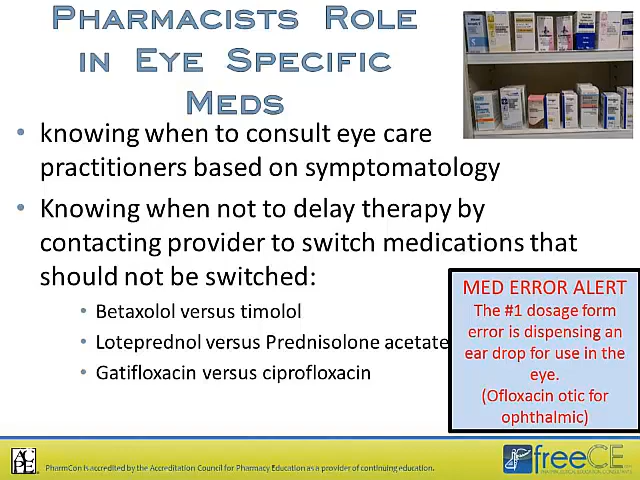 Pharmacists Role
in Eye Specific
Meds
• knowing when to consult eye care
practitioners based on symptomatology
• Knowing when not to delay therapy by
contacting provider to switch medications that
should not be switched:
• Betaxolol versus timolol
• Loteprednol versus Prednisolone acetate
• Gatifloxacin versus ciprofloxacin
MED ERROR ALERT
The #1 dosage form
error is dispensing an
ear drop for use in the
eye.
(Ofloxacin otic for
ophthalmic)
ACPE
PharmCon is accredited by the Accreditation Council for Pharmacy Education as a provider of continuing education.
freeCE